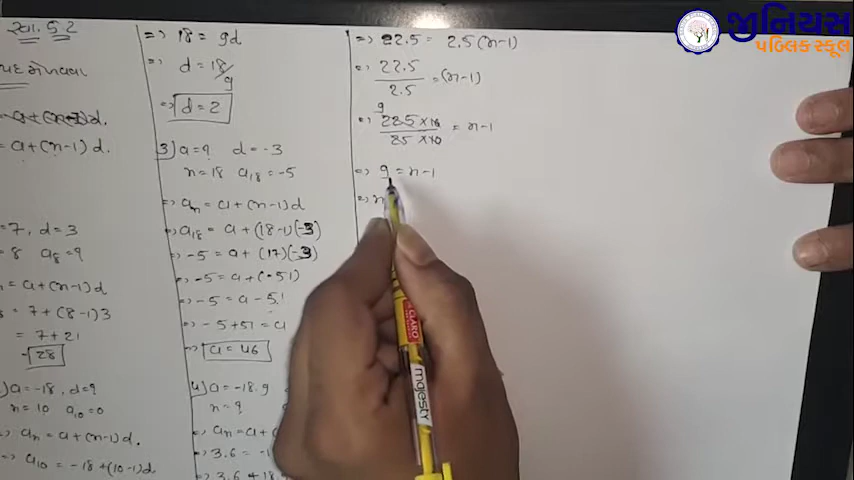 સ્વા. 5.2
પદ મેળવવા
= a + (n-1)d.
= 7, d = 3
= 8 a₈ = ?
= a + (n-1)d
= 7 + (8-1)3
= 7 + 21
28
a = -18, d = ?
n = 10 a₁₀ = 0
=> aₙ = a + (n-1)d.
=> a₁₀ = -18 + (10-1)d
=> 18 = 9d
=> d = 18/9
=> d = 2
3) a = ? d = -3
n = 18 a₁₈ = -5
=> aₙ = a + (n-1)d
=> a₁₈ = a + (18-1)(-3)
=> -5 = a + (17)(-3)
=> -5 = a + (-51)
=> -5 = a - 51
=> -5 + 51 = a
=> a = 46
4) a = -18.9
n = ?
=> aₙ = a +
=> 3.6 = -1
=> 3.6 + 18
=> 22.5 = 2.5(n-1)
=> 22.5/2.5 = (n-1)
9
=> 225 × 10/25 × 10 = n-1
=> 9 = n-1
=> n
જીનિયસ
પબ્લિક સ્કૂલ
CLARO
majesty